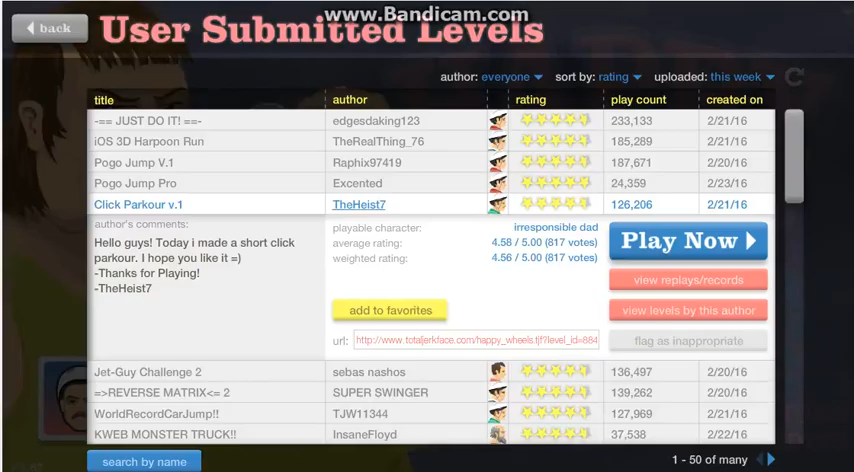 www.Bandicam.com
back
User Submitted Levels
author: everyone sort by: rating uploaded: this week
title author rating play count created on
-== JUST DO IT! ==- edgesdaking123 233,133 2/21/16
iOS 3D Harpoon Run TheRealThing_76 185,289 2/21/16
Pogo Jump V.1 Raphix97419 187,671 2/20/16
Pogo Jump Pro Excented 24,359 2/23/16
Click Parkour v.1 TheHeist7 126,206 2/21/16
author's comments:
Hello guys! Today i made a short click
parkour. I hope you like it =)
-Thanks for Playing!
-TheHeist7
playable character: irresponsible dad
average rating: 4.58 / 5.00 (817 votes)
weighted rating: 4.56 / 5.00 (817 votes)
add to favorites
url: http://www.totaljerkface.com/happy_wheels.tjf?level_id=884
Play Now
view replays/records
view levels by this author
flag as inappropriate
Jet-Guy Challenge 2 sebas nashos 136,497 2/20/16
=>REVERSE MATRIX<= 2 SUPER SWINGER 139,262 2/20/16
WorldRecordCarJump!! TJW11344 127,969 2/21/16
KWEB MONSTER TRUCK!! InsaneFloyd 37,538 2/22/16
search by name
1 - 50 of many